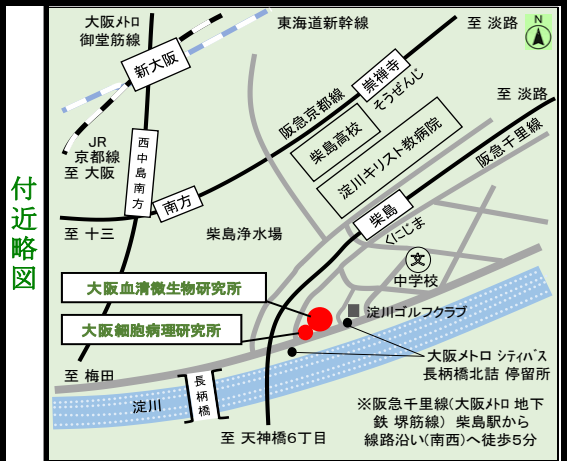 付近略図
大阪ﾒﾄﾛ
御堂筋線
東海道新幹線
至 淡路
N
新大阪
崇禅寺
そうぜんじ
阪急京都線
至 淡路
JR
京都線
至 大阪
西中島南方
柴島高校
淀川キリスト教病院
阪急千里線
南方
柴島
くにじま
至 十三
柴島浄水場
文
中学校
大阪血清微生物研究所
淀川ゴルフクラブ
大阪細胞病理研究所
大阪メトロ ｼﾃｨﾊﾞｽ
長柄橋北詰 停留所
至 梅田
長柄橋
淀川
※阪急千里線(大阪ﾒﾄﾛ 地下
鉄 堺筋線) 柴島駅から
線路沿い(南西)へ徒歩5分
至 天神橋6丁目